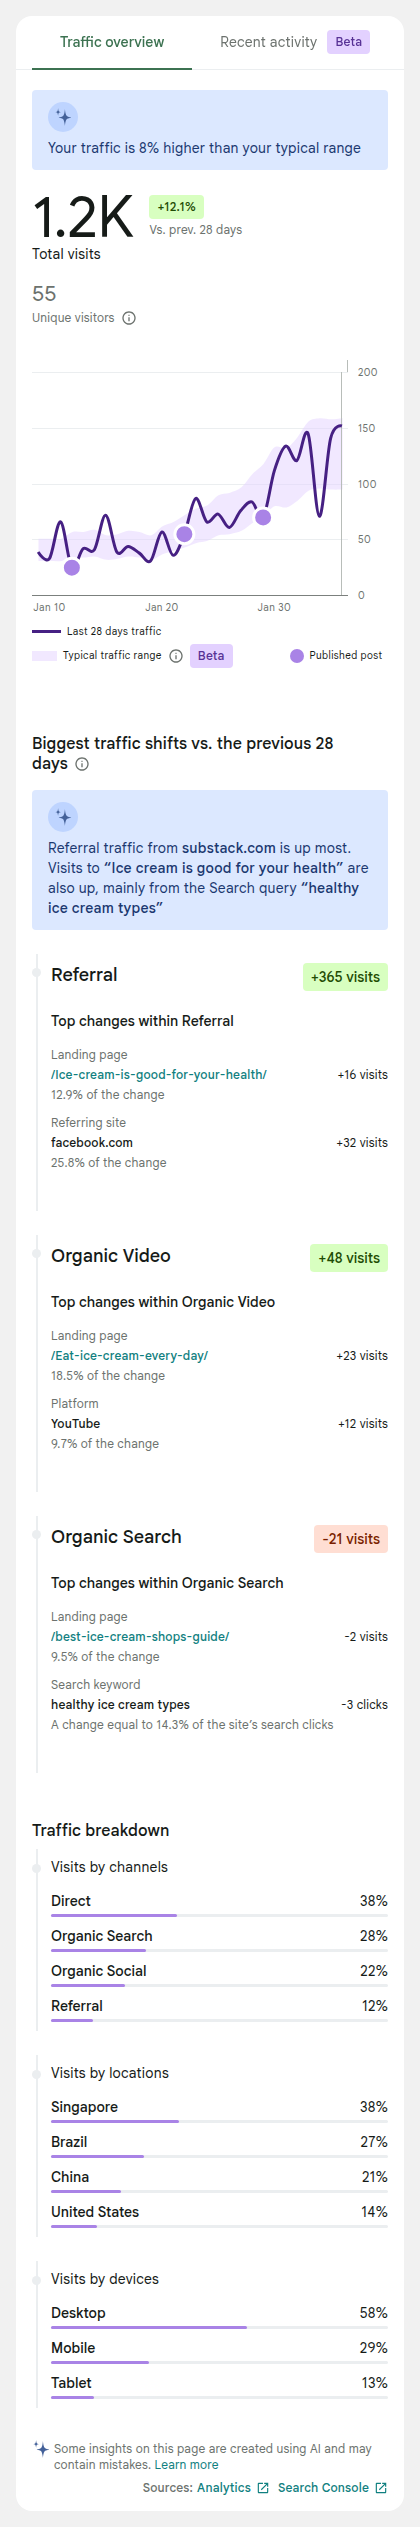 Traffic overview
Recent activity
Beta
Your traffic is 8% higher than your typical range
1.2K
+12.1%
Vs. prev. 28 days
Total visits
55
Unique visitors
200
150
100
50
0
Jan 10
Jan 20
Jan 30
Last 28 days traffic
Typical traffic range
Beta
Published post
Biggest traffic shifts vs. the previous 28
days
Referral traffic from substack.com is up most.
Visits to “Ice cream is good for your health” are
also up, mainly from the Search query “healthy
ice cream types”
Referral
+365 visits
Top changes within Referral
Landing page
/Ice-cream-is-good-for-your-health/
+16 visits
12.9% of the change
Referring site
facebook.com
+32 visits
25.8% of the change
Organic Video
+48 visits
Top changes within Organic Video
Landing page
/Eat-ice-cream-every-day/
+23 visits
18.5% of the change
Platform
YouTube
+12 visits
9.7% of the change
Organic Search
-21 visits
Top changes within Organic Search
Landing page
/best-ice-cream-shops-guide/
-2 visits
9.5% of the change
Search keyword
healthy ice cream types
-3 clicks
A change equal to 14.3% of the site’s search clicks
Traffic breakdown
Visits by channels
Direct
38%
Organic Search
28%
Organic Social
22%
Referral
12%
Visits by locations
Singapore
38%
Brazil
27%
China
21%
United States
14%
Visits by devices
Desktop
58%
Mobile
29%
Tablet
13%
Some insights on this page are created using AI and may
contain mistakes. Learn more
Sources: Analytics
Search Console